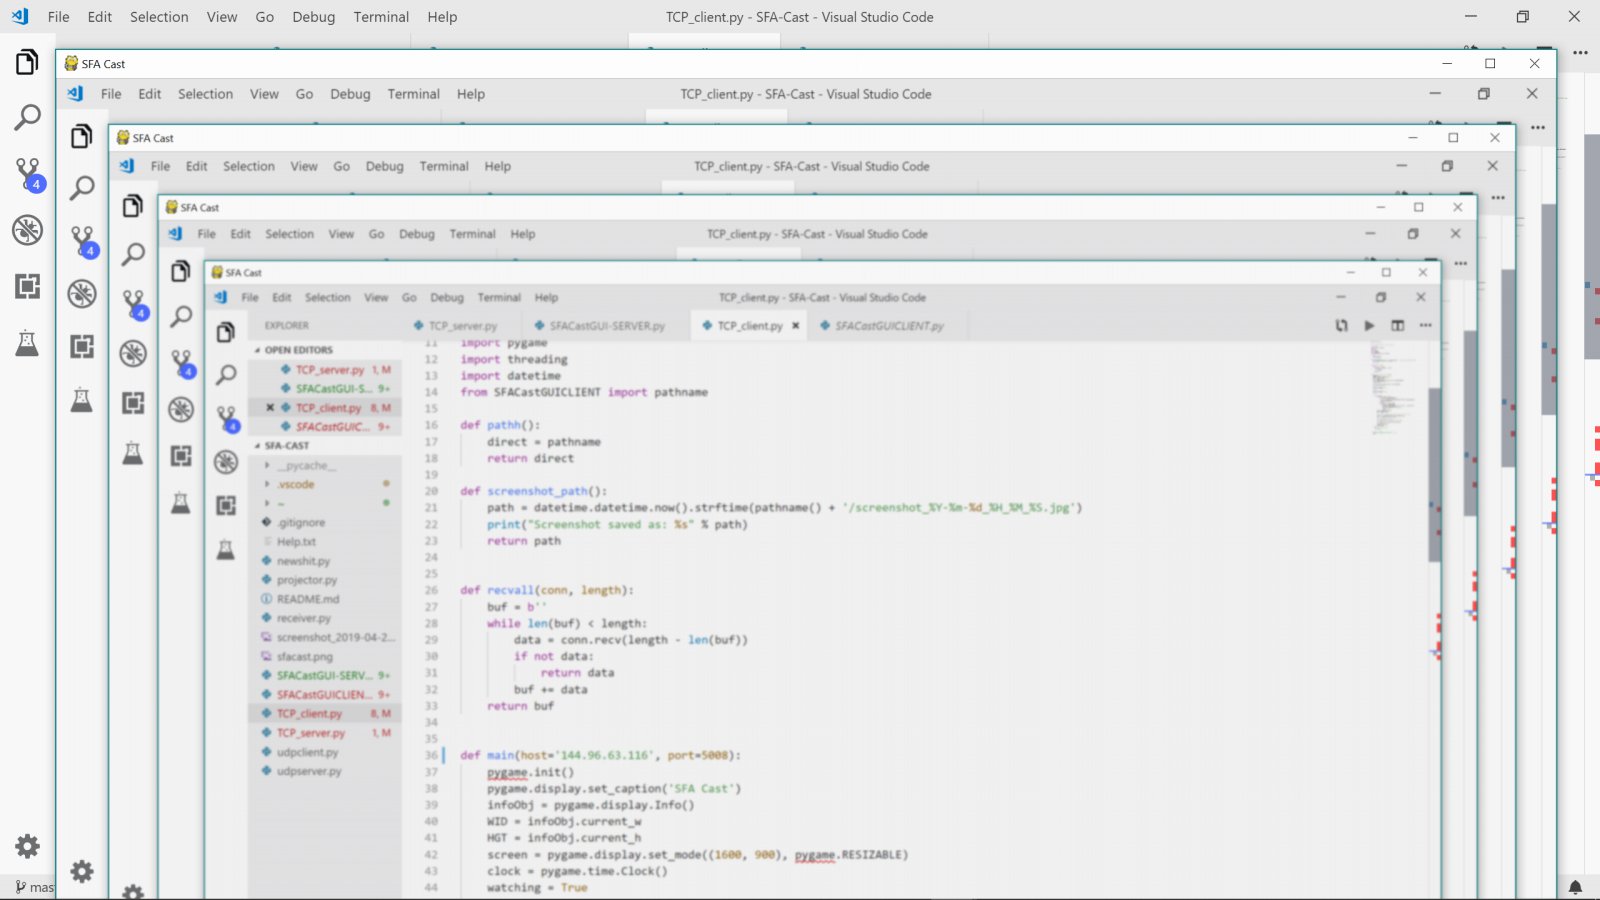 File Edit Selection View Go Debug Terminal Help TCP_client.py - SFA-Cast - Visual Studio Code
SFA Cast
File Edit Selection View Go Debug Terminal Help TCP_client.py - SFA-Cast - Visual Studio Code
SFA Cast
File Edit Selection View Go Debug Terminal Help TCP_client.py - SFA-Cast - Visual Studio Code
SFA Cast
File Edit Selection View Go Debug Terminal Help TCP_client.py - SFA-Cast - Visual Studio Code
SFA Cast
File Edit Selection View Go Debug Terminal Help TCP_client.py - SFA-Cast - Visual Studio Code
EXPLORER TCP_server.py SFACastGUI-SERVER.py TCP_client.py SFACastGUICLIENT.py
OPEN EDITORS
TCP_server.py 1, M
SFACastGUI-S... 9+
TCP_client.py 8, M
SFACastGUIC... 9+
SFA-CAST
__pycache__
.vscode
~
.gitignore
Help.txt
newshit.py
projector.py
README.md
receiver.py
screenshot_2019-04-2...
sfacast.png
SFACastGUI-SERV... 9+
SFACastGUICLIEN... 9+
TCP_client.py 8, M
TCP_server.py 1, M
udpclient.py
udpserver.py
11 import pygame
12 import threading
13 import datetime
14 from SFACastGUICLIENT import pathname
15
16 def pathh():
17 direct = pathname
18 return direct
19
20 def screenshot_path():
21 path = datetime.datetime.now().strftime(pathname() + '/screenshot_%Y-%m-%d_%H_%M_%S.jpg')
22 print("Screenshot saved as: %s" % path)
23 return path
24
25
26 def recvall(conn, length):
27 buf = b''
28 while len(buf) < length:
29 data = conn.recv(length - len(buf))
30 if not data:
31 return data
32 buf += data
33 return buf
34
35
36 def main(host='144.96.63.116', port=5008):
37 pygame.init()
38 pygame.display.set_caption('SFA Cast')
39 infoObj = pygame.display.Info()
40 WID = infoObj.current_w
41 HGT = infoObj.current_h
42 screen = pygame.display.set_mode((1600, 900), pygame.RESIZABLE)
43 clock = pygame.time.Clock()
44 watching = True
4
4
4
4
4
mas